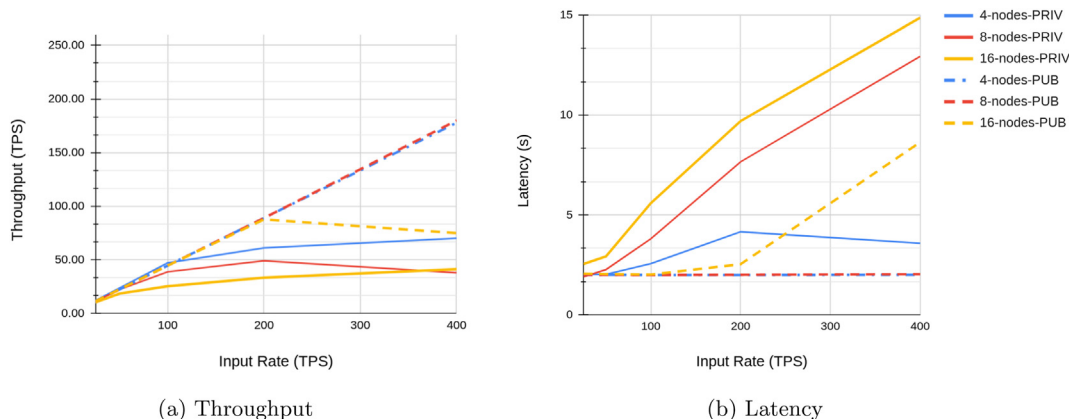 250.00
200.00
150.00
100.00
50.00
0.00
Throughput (TPS)
100
200
300
400
Input Rate (TPS)
(a) Throughput
15
10
5
0
Latency (s)
100
200
300
400
Input Rate (TPS)
(b) Latency
4-nodes-PRIV
8-nodes-PRIV
16-nodes-PRIV
4-nodes-PUB
8-nodes-PUB
16-nodes-PUB